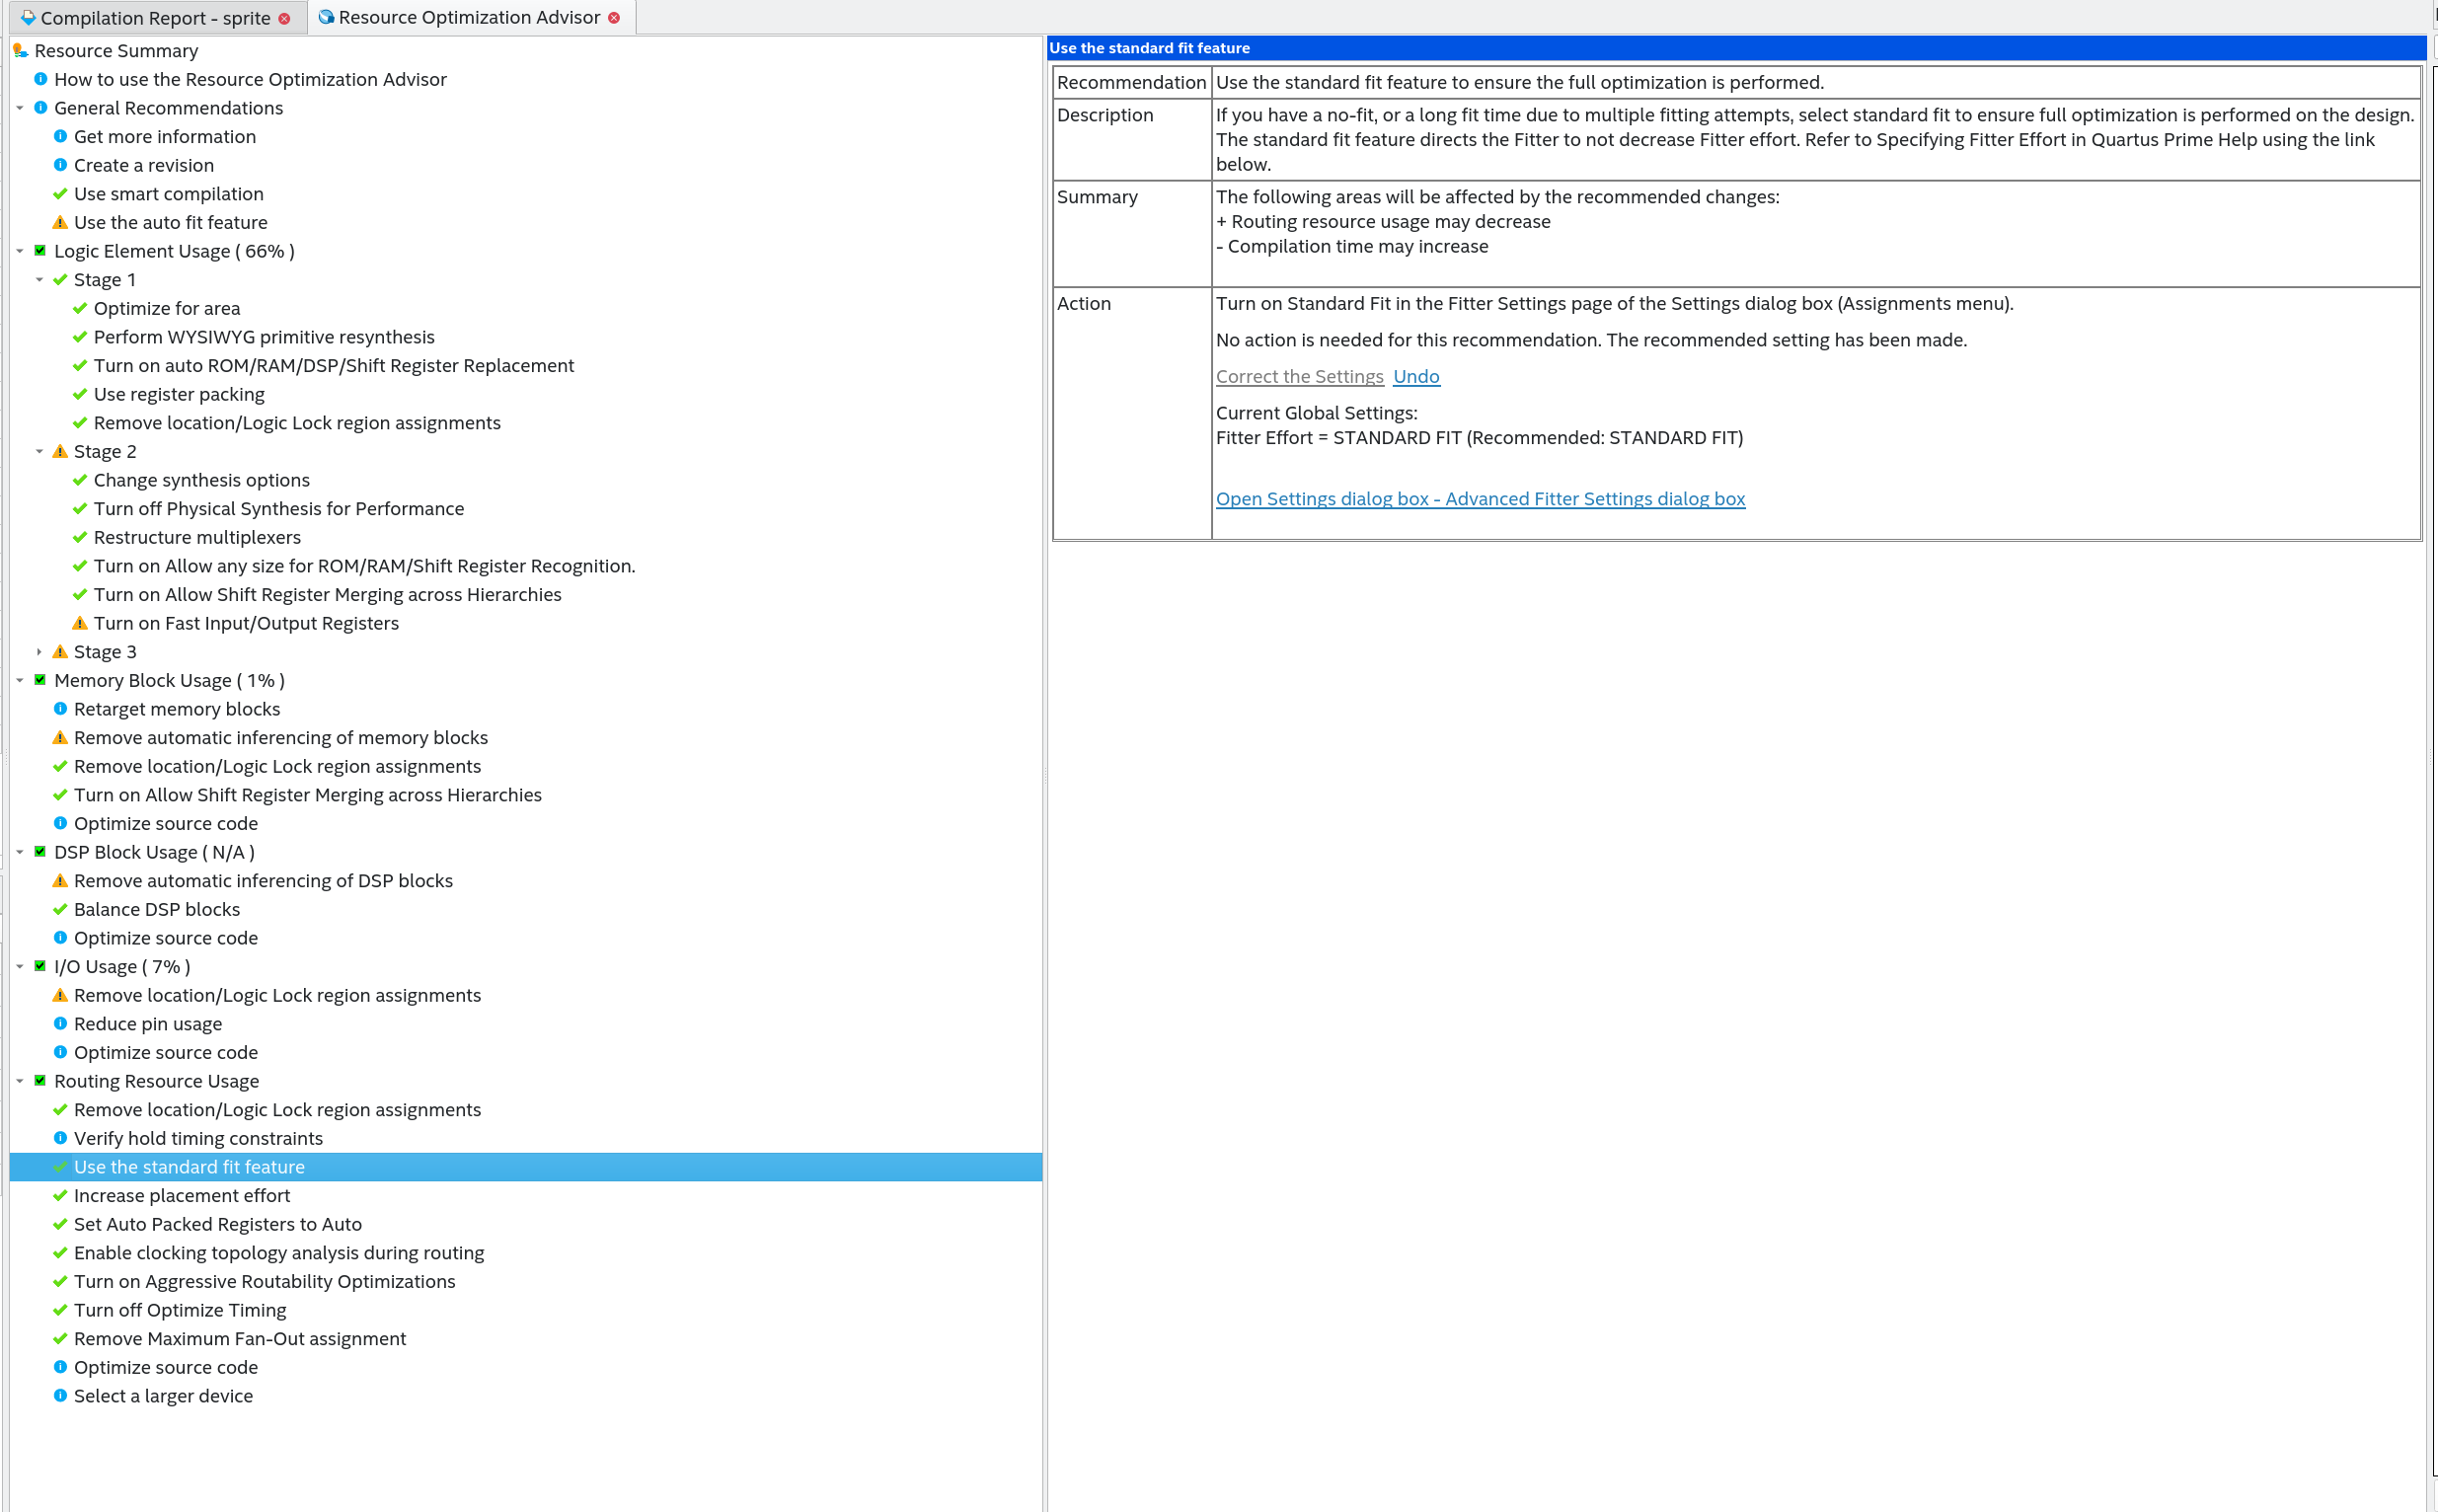 Compilation Report - sprite
Resource Optimization Advisor
Resource Summary
How to use the Resource Optimization Advisor
General Recommendations
Get more information
Create a revision
Use smart compilation
Use the auto fit feature
Logic Element Usage ( 66% )
Stage 1
Optimize for area
Perform WYSIWYG primitive resynthesis
Turn on auto ROM/RAM/DSP/Shift Register Replacement
Use register packing
Remove location/Logic Lock region assignments
Stage 2
Change synthesis options
Turn off Physical Synthesis for Performance
Restructure multiplexers
Turn on Allow any size for ROM/RAM/Shift Register Recognition.
Turn on Allow Shift Register Merging across Hierarchies
Turn on Fast Input/Output Registers
Stage 3
Memory Block Usage ( 1% )
Retarget memory blocks
Remove automatic inferencing of memory blocks
Remove location/Logic Lock region assignments
Turn on Allow Shift Register Merging across Hierarchies
Optimize source code
DSP Block Usage ( N/A )
Remove automatic inferencing of DSP blocks
Balance DSP blocks
Optimize source code
I/O Usage ( 7% )
Remove location/Logic Lock region assignments
Reduce pin usage
Optimize source code
Routing Resource Usage
Remove location/Logic Lock region assignments
Verify hold timing constraints
Use the standard fit feature
Increase placement effort
Set Auto Packed Registers to Auto
Enable clocking topology analysis during routing
Turn on Aggressive Routability Optimizations
Turn off Optimize Timing
Remove Maximum Fan-Out assignment
Optimize source code
Select a larger device
Use the standard fit feature
Recommendation Use the standard fit feature to ensure the full optimization is performed.
Description If you have a no-fit, or a long fit time due to multiple fitting attempts, select standard fit to ensure full optimization is performed on the design.
The standard fit feature directs the Fitter to not decrease Fitter effort. Refer to Specifying Fitter Effort in Quartus Prime Help using the link
below.
Summary The following areas will be affected by the recommended changes:
+ Routing resource usage may decrease
- Compilation time may increase
Action Turn on Standard Fit in the Fitter Settings page of the Settings dialog box (Assignments menu).
No action is needed for this recommendation. The recommended setting has been made.
Correct the Settings Undo
Current Global Settings:
Fitter Effort = STANDARD FIT (Recommended: STANDARD FIT)
Open Settings dialog box - Advanced Fitter Settings dialog box